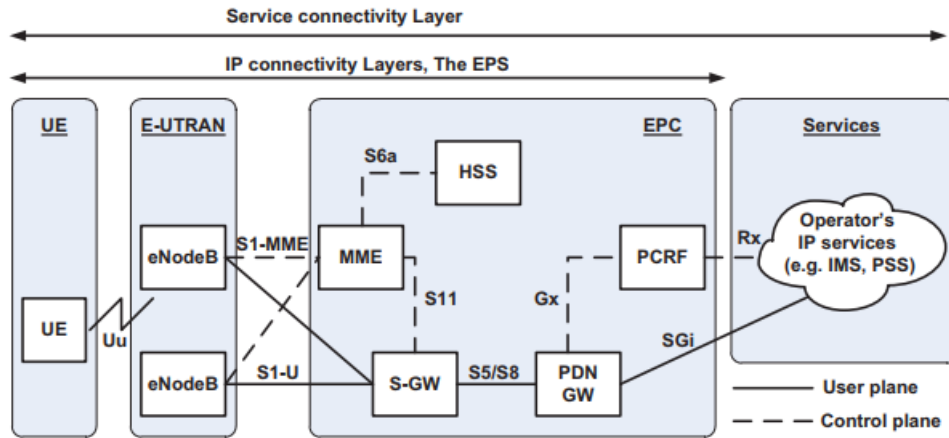 Service connectivity Layer
IP connectivity Layers, The EPS
UE
E-UTRAN
EPC
Services
S6a
HSS
eNodeB
S1-MME
MME
PCRF
Rx
Operator's
IP services
(e.g. IMS, PSS)
S11
Gx
UE
Uu
SGi
eNodeB
S1-U
S-GW
S5/S8
PDN
GW
User plane
Control plane